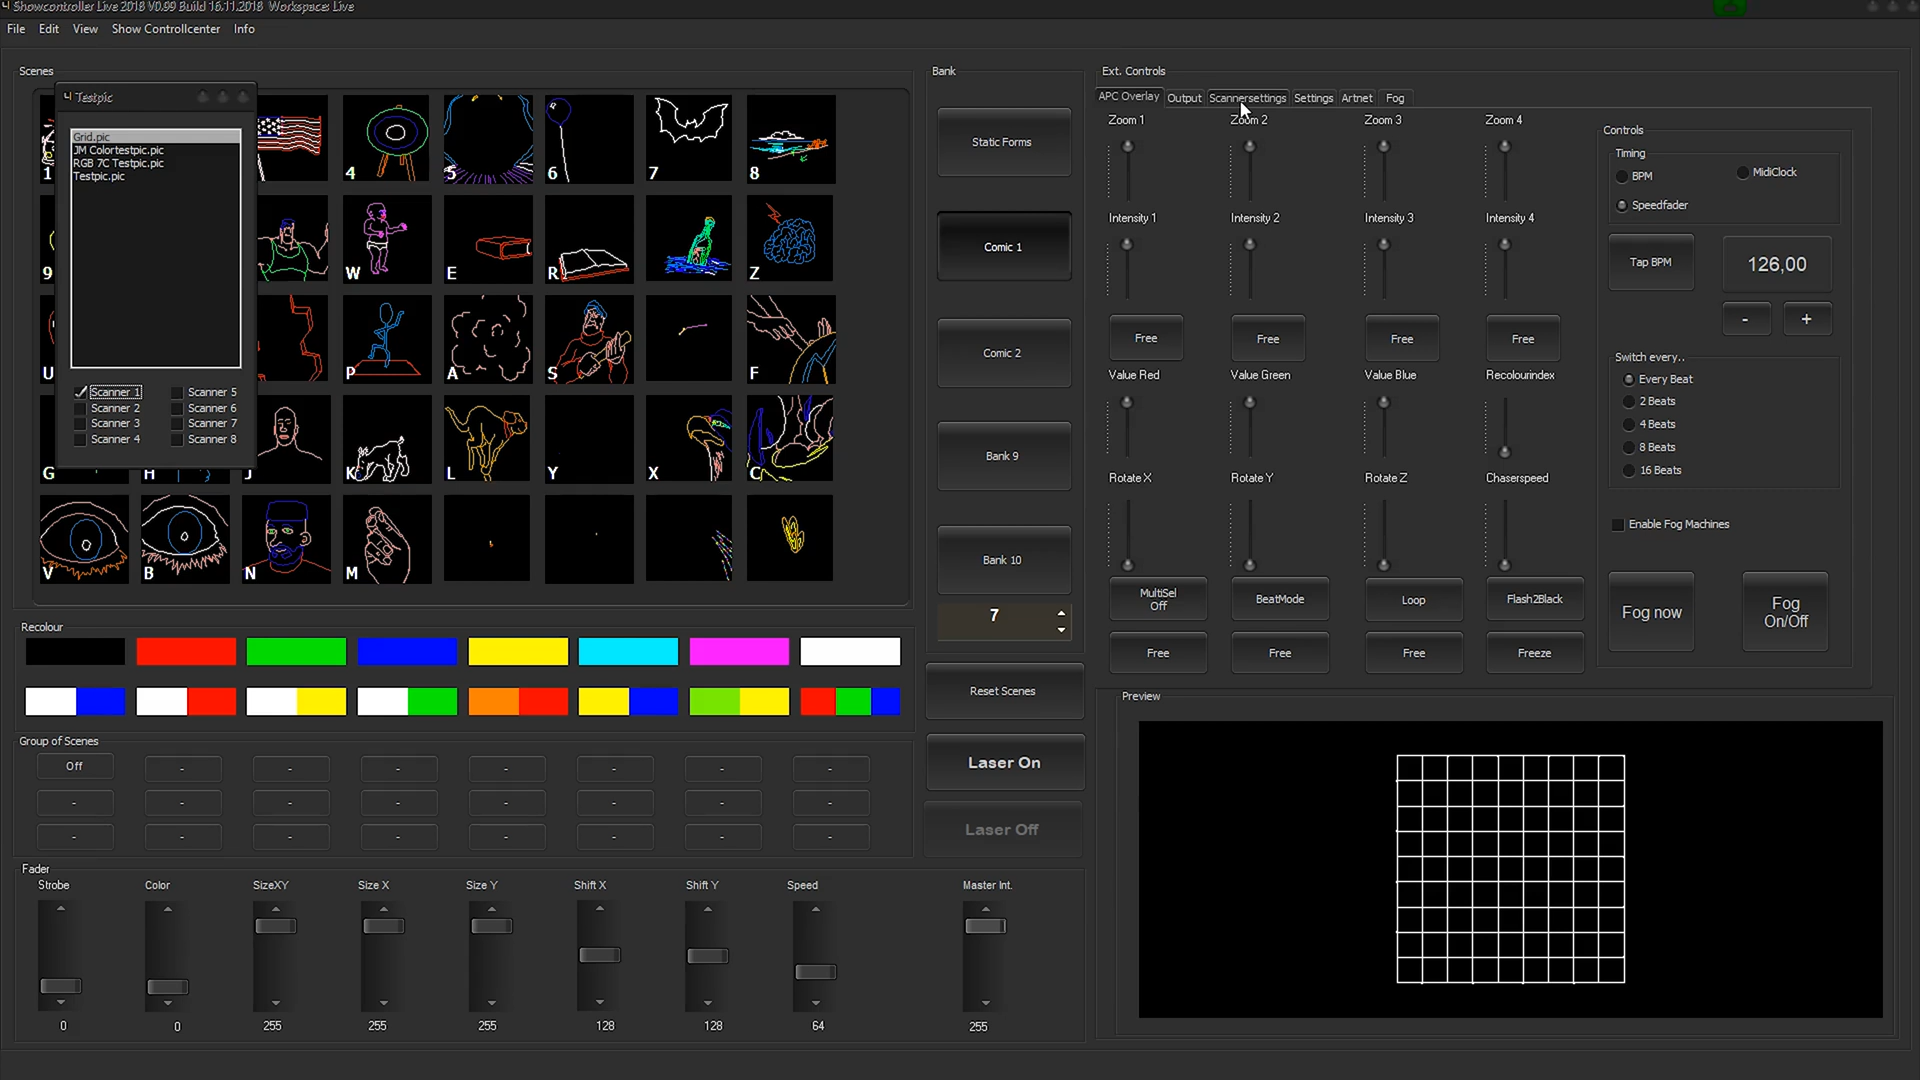 Showcontroller Live 2018 V0.99 Build 16.11.2018 Workspace: Live
File Edit View Show Controllcenter Info
Scenes
Testpic
Grid.pic
JM Colortestpic.pic
RGB 7C Testpic.pic
Testpic.pic
Scanner 1 Scanner 5
Scanner 2 Scanner 6
Scanner 3 Scanner 7
Scanner 4 Scanner 8
1 4 5 6 7 8
9 W E R Z
U P A S F
G H J K L Y X C
V B N M
Recolour
Group of Scenes
Off - - - - - - -
- - - - - - - -
- - - - - - - -
Fader
Strobe Color SizeXY Size X Size Y Shift X Shift Y Speed Master Int.
0 0 255 255 255 128 128 64 255
Bank
Static Forms
Comic 1
Comic 2
Bank 9
Bank 10
7
Reset Scenes
Laser On
Laser Off
Ext. Controls
APC Overlay Output Scannersettings Settings Artnet Fog
Zoom 1 Zoom 2 Zoom 3 Zoom 4
Intensity 1 Intensity 2 Intensity 3 Intensity 4
Free Free Free Free
Value Red Value Green Value Blue Recolourindex
Rotate X Rotate Y Rotate Z Chaserspeed
MultiSel
Off
BeatMode Loop Flash2Black
Free Free Free Freeze
Controls
Timing
BPM MidiClock
Speedfader
Tap BPM 126,00
- +
Switch every..
Every Beat
2 Beats
4 Beats
8 Beats
16 Beats
Enable Fog Machines
Fog now
Fog
On/Off
Preview